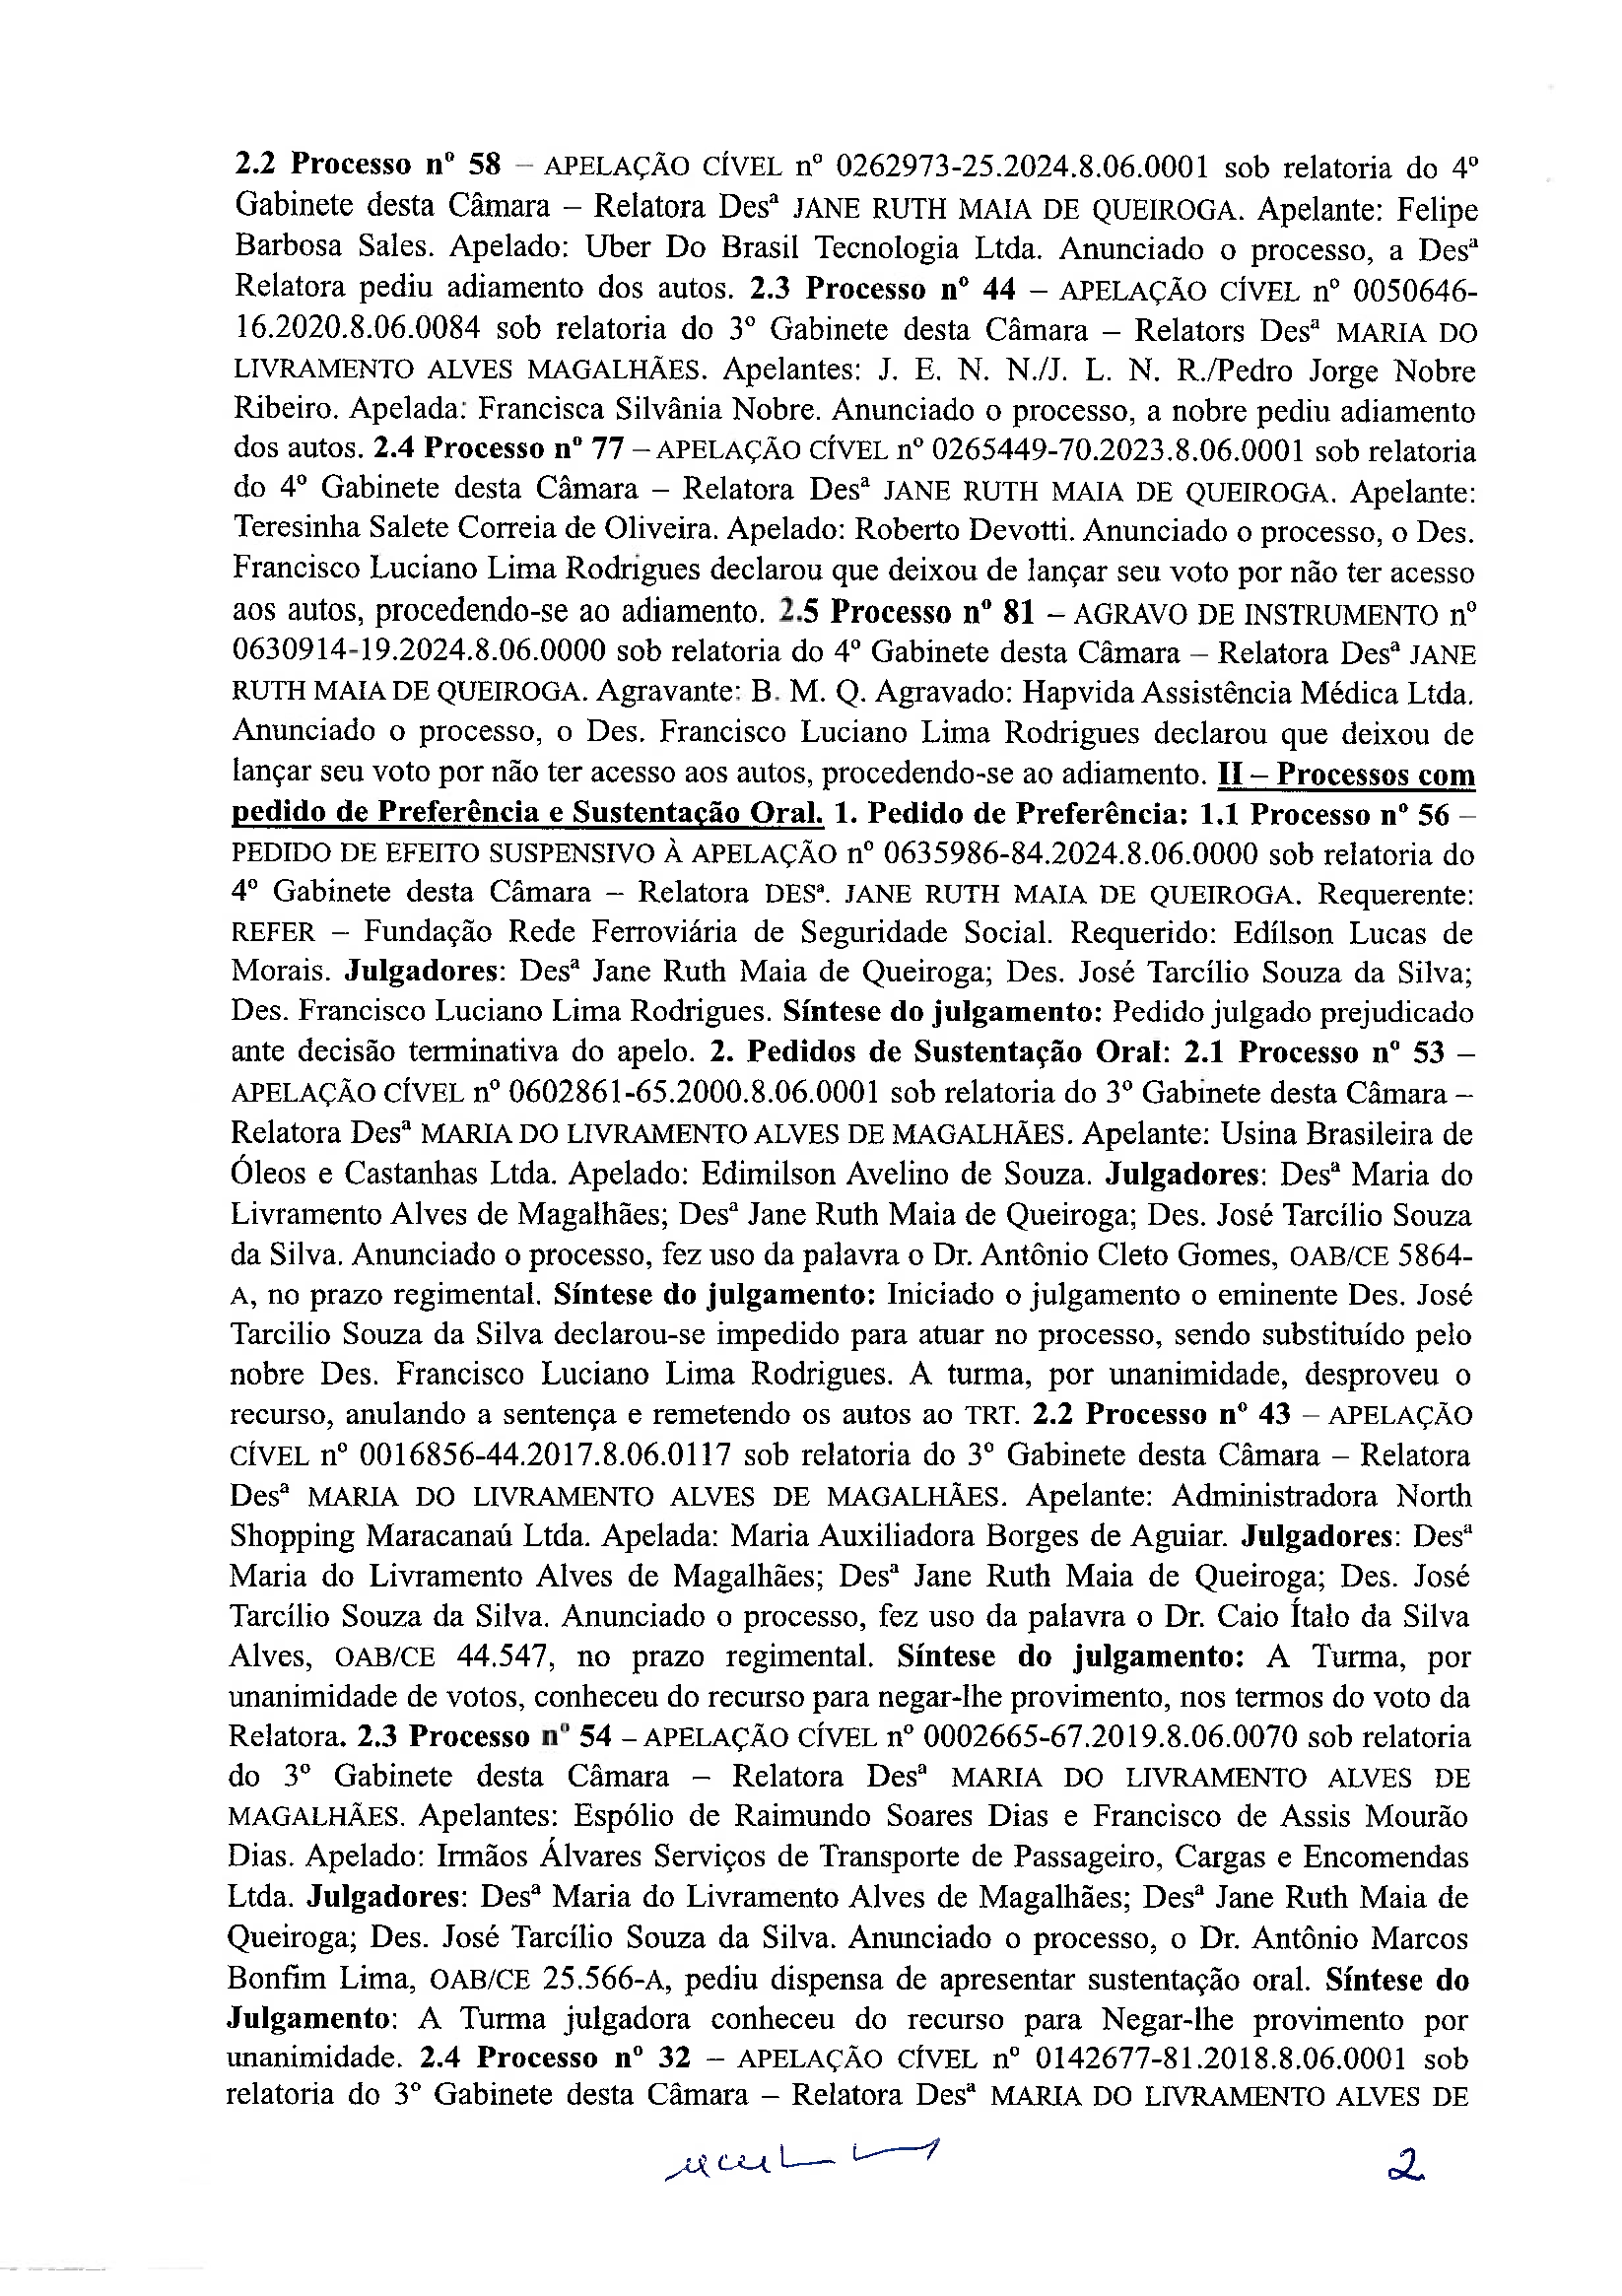 2.2 Processo nº 58 – APELAÇÃO CÍVEL nº 0262973-25.2024.8.06.0001 sob relatoria do 4º
Gabinete desta Câmara – Relatora Desª JANE RUTH MAIA DE QUEIROGA. Apelante: Felipe
Barbosa Sales. Apelado: Uber Do Brasil Tecnologia Ltda. Anunciado o processo, a Desª
Relatora pediu adiamento dos autos. 2.3 Processo nº 44 – APELAÇÃO CÍVEL nº 0050646-
16.2020.8.06.0084 sob relatoria do 3º Gabinete desta Câmara – Relators Desª MARIA DO
LIVRAMENTO ALVES MAGALHÃES. Apelantes: J. E. N. N./J. L. N. R./Pedro Jorge Nobre
Ribeiro. Apelada: Francisca Silvânia Nobre. Anunciado o processo, a nobre pediu adiamento
dos autos. 2.4 Processo nº 77 – APELAÇÃO CÍVEL nº 0265449-70.2023.8.06.0001 sob relatoria
do 4º Gabinete desta Câmara – Relatora Desª JANE RUTH MAIA DE QUEIROGA. Apelante:
Teresinha Salete Correia de Oliveira. Apelado: Roberto Devotti. Anunciado o processo, o Des.
Francisco Luciano Lima Rodrigues declarou que deixou de lançar seu voto por não ter acesso
aos autos, procedendo-se ao adiamento. 2.5 Processo nº 81 – AGRAVO DE INSTRUMENTO nº
0630914-19.2024.8.06.0000 sob relatoria do 4º Gabinete desta Câmara – Relatora Desª JANE
RUTH MAIA DE QUEIROGA. Agravante: B. M. Q. Agravado: Hapvida Assistência Médica Ltda.
Anunciado o processo, o Des. Francisco Luciano Lima Rodrigues declarou que deixou de
lançar seu voto por não ter acesso aos autos, procedendo-se ao adiamento. II – Processos com
pedido de Preferência e Sustentação Oral. 1. Pedido de Preferência: 1.1 Processo nº 56 –
PEDIDO DE EFEITO SUSPENSIVO À APELAÇÃO nº 0635986-84.2024.8.06.0000 sob relatoria do
4º Gabinete desta Câmara – Relatora DESª. JANE RUTH MAIA DE QUEIROGA. Requerente:
REFER – Fundação Rede Ferroviária de Seguridade Social. Requerido: Edílson Lucas de
Morais. Julgadores: Desª Jane Ruth Maia de Queiroga; Des. José Tarcílio Souza da Silva;
Des. Francisco Luciano Lima Rodrigues. Síntese do julgamento: Pedido julgado prejudicado
ante decisão terminativa do apelo. 2. Pedidos de Sustentação Oral: 2.1 Processo nº 53 –
APELAÇÃO CÍVEL nº 0602861-65.2000.8.06.0001 sob relatoria do 3º Gabinete desta Câmara –
Relatora Desª MARIA DO LIVRAMENTO ALVES DE MAGALHÃES. Apelante: Usina Brasileira de
Óleos e Castanhas Ltda. Apelado: Edimilson Avelino de Souza. Julgadores: Desª Maria do
Livramento Alves de Magalhães; Desª Jane Ruth Maia de Queiroga; Des. José Tarcílio Souza
da Silva. Anunciado o processo, fez uso da palavra o Dr. Antônio Cleto Gomes, OAB/CE 5864-
A, no prazo regimental. Síntese do julgamento: Iniciado o julgamento o eminente Des. José
Tarcilio Souza da Silva declarou-se impedido para atuar no processo, sendo substituído pelo
nobre Des. Francisco Luciano Lima Rodrigues. A turma, por unanimidade, desproveu o
recurso, anulando a sentença e remetendo os autos ao TRT. 2.2 Processo nº 43 – APELAÇÃO
CÍVEL nº 0016856-44.2017.8.06.0117 sob relatoria do 3º Gabinete desta Câmara – Relatora
Desª MARIA DO LIVRAMENTO ALVES DE MAGALHÃES. Apelante: Administradora North
Shopping Maracanaú Ltda. Apelada: Maria Auxiliadora Borges de Aguiar. Julgadores: Desª
Maria do Livramento Alves de Magalhães; Desª Jane Ruth Maia de Queiroga; Des. José
Tarcílio Souza da Silva. Anunciado o processo, fez uso da palavra o Dr. Caio Ítalo da Silva
Alves, OAB/CE 44.547, no prazo regimental. Síntese do julgamento: A Turma, por
unanimidade de votos, conheceu do recurso para negar-lhe provimento, nos termos do voto da
Relatora. 2.3 Processo nº 54 – APELAÇÃO CÍVEL nº 0002665-67.2019.8.06.0070 sob relatoria
do 3º Gabinete desta Câmara – Relatora Desª MARIA DO LIVRAMENTO ALVES DE
MAGALHÃES. Apelantes: Espólio de Raimundo Soares Dias e Francisco de Assis Mourão
Dias. Apelado: Irmãos Álvares Serviços de Transporte de Passageiro, Cargas e Encomendas
Ltda. Julgadores: Desª Maria do Livramento Alves de Magalhães; Desª Jane Ruth Maia de
Queiroga; Des. José Tarcílio Souza da Silva. Anunciado o processo, o Dr. Antônio Marcos
Bonfim Lima, OAB/CE 25.566-A, pediu dispensa de apresentar sustentação oral. Síntese do
Julgamento: A Turma julgadora conheceu do recurso para Negar-lhe provimento por
unanimidade. 2.4 Processo nº 32 – APELAÇÃO CÍVEL nº 0142677-81.2018.8.06.0001 sob
relatoria do 3º Gabinete desta Câmara – Relatora Desª MARIA DO LIVRAMENTO ALVES DE
2